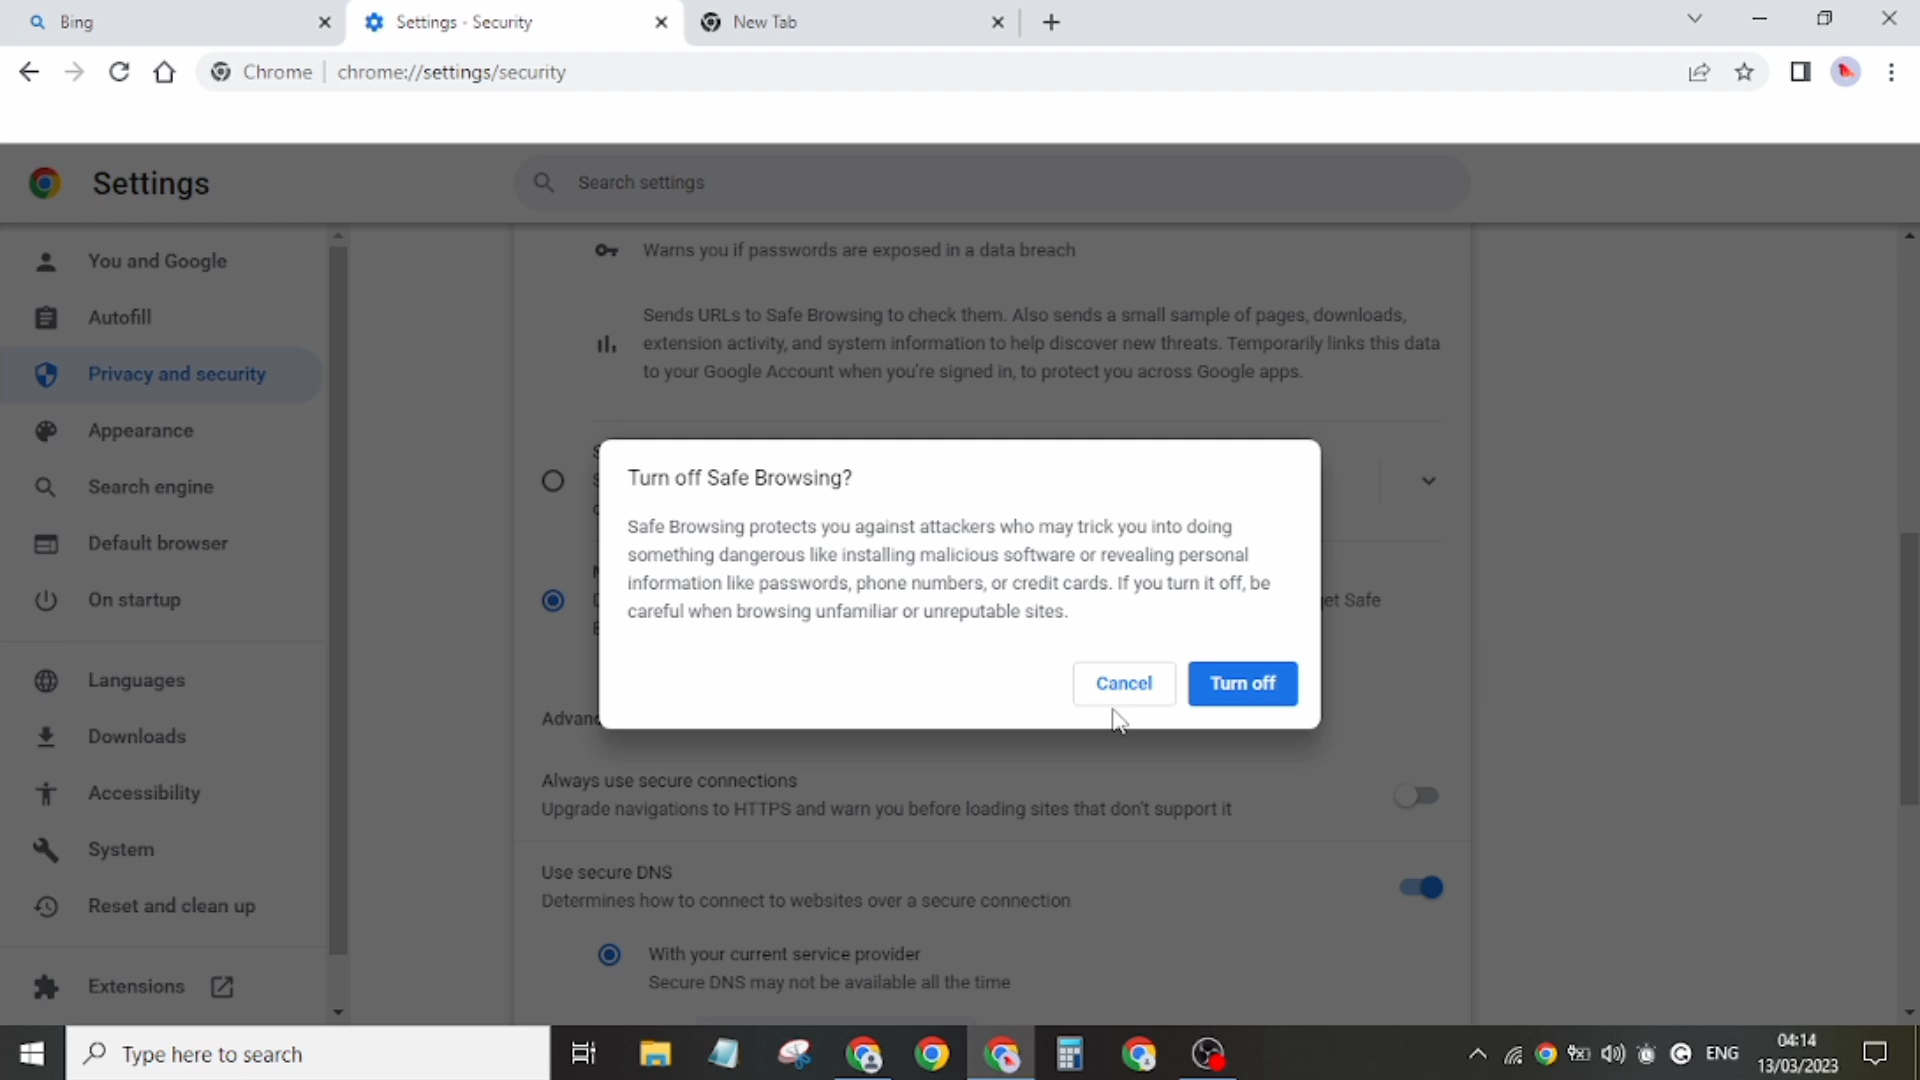 Bing
Settings - Security
New Tab
Chrome
chrome://settings/security
Settings
Search settings
You and Google
Autofill
Privacy and security
Appearance
Search engine
Default browser
On startup
Languages
Downloads
Accessibility
System
Reset and clean up
Extensions
Warns you if passwords are exposed in a data breach
Sends URLs to Safe Browsing to check them. Also sends a small sample of pages, downloads,
extension activity, and system information to help discover new threats. Temporarily links this data
to your Google Account when you're signed in, to protect you across Google apps.
Turn off Safe Browsing?
Safe Browsing protects you against attackers who may trick you into doing
something dangerous like installing malicious software or revealing personal
information like passwords, phone numbers, or credit cards. If you turn it off, be
careful when browsing unfamiliar or unreputable sites.
Cancel
Turn off
Safe
Always use secure connections
Upgrade navigations to HTTPS and warn you before loading sites that don't support it
Use secure DNS
Determines how to connect to websites over a secure connection
With your current service provider
Secure DNS may not be available all the time
Type here to search
ENG
04:14
13/03/2023